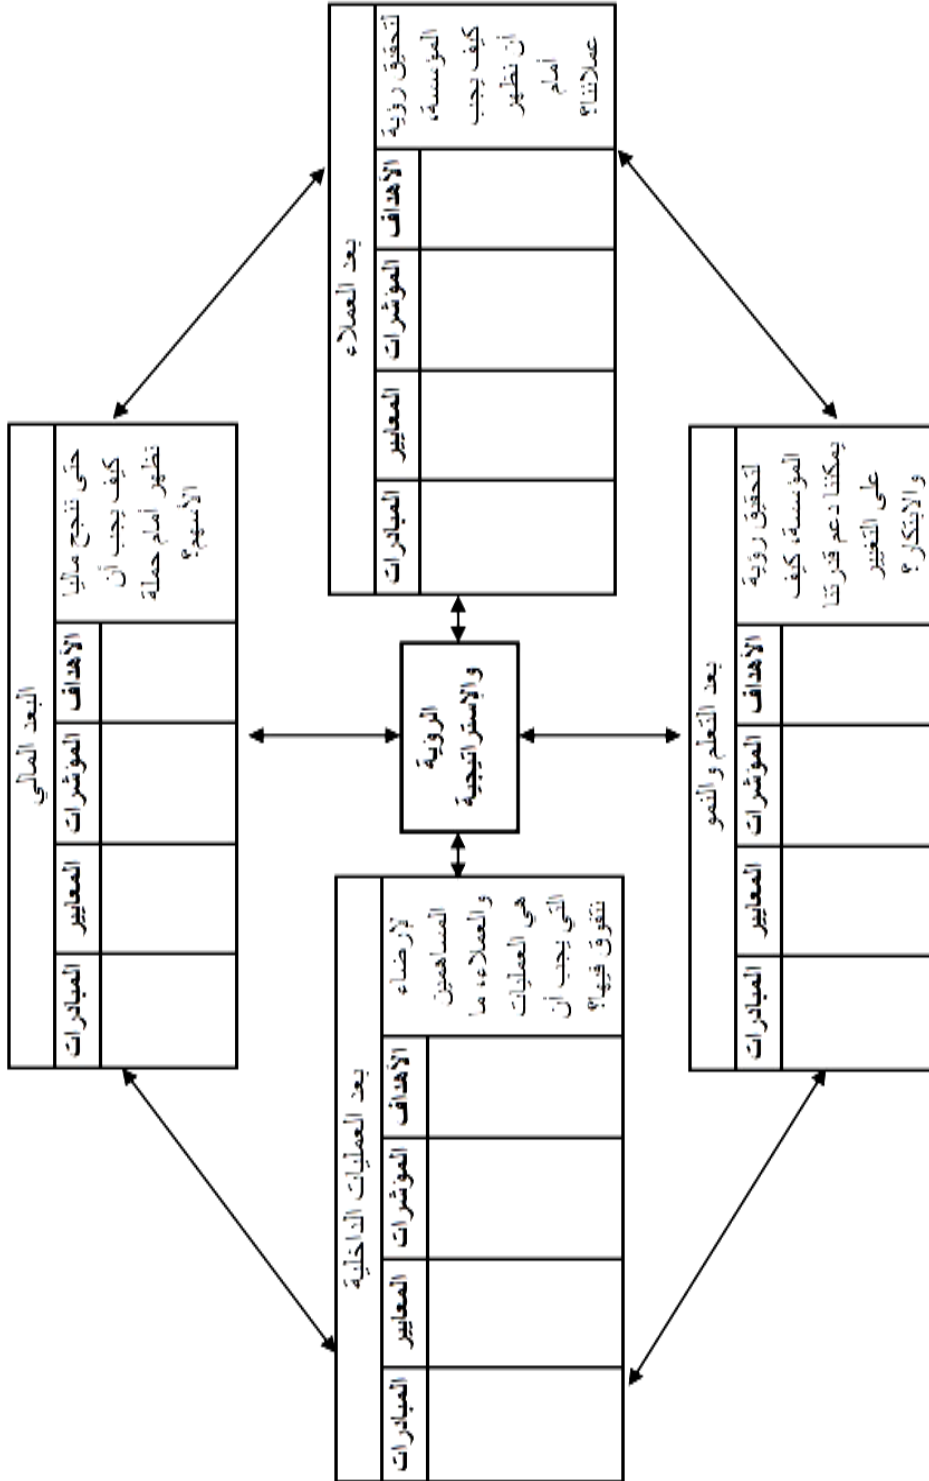 البعد المالي
حتى ننجح ماليا
كيف يجب أن
نظهر أمام حملة
الأسهم؟
الأهداف
المؤشرات
المعايير
المبادرات
بعد العملاء
لتحقيق رؤية
المؤسسة،
كيف يجب
أن نظهر
أمام
عملائنا؟
الأهداف
المؤشرات
المعايير
المبادرات
الرؤية
والإستراتيجية
بعد العمليات الداخلية
لإرضاء
المساهمين
والعملاء، ما
هي العمليات
التي يجب أن
نتفوق فيها؟
الأهداف
المؤشرات
المعايير
المبادرات
بعد التعلم والنمو
لتحقيق رؤية
المؤسسة، كيف
يمكننا دعم قدرتنا
على التغيير
والابتكار؟
الأهداف
المؤشرات
المعايير
المبادرات